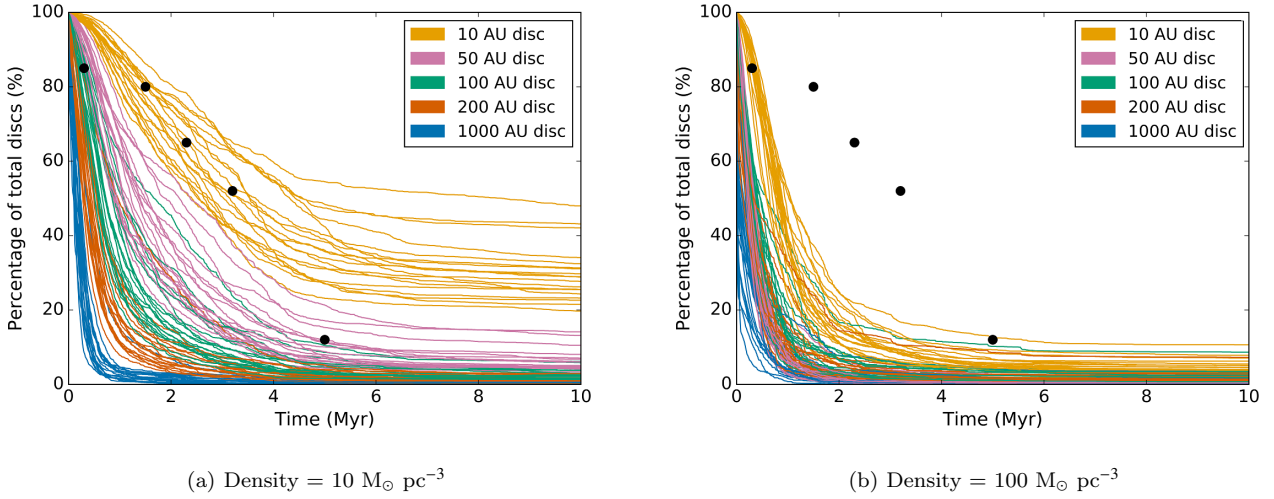 100
80
60
40
20
0
Percentage of total discs (%)
0 2 4 6 8 10
Time (Myr)
10 AU disc
50 AU disc
100 AU disc
200 AU disc
1000 AU disc
(a) Density = 10 M⊙ pc⁻³
100
80
60
40
20
0
Percentage of total discs (%)
0 2 4 6 8 10
Time (Myr)
10 AU disc
50 AU disc
100 AU disc
200 AU disc
1000 AU disc
(b) Density = 100 M⊙ pc⁻³